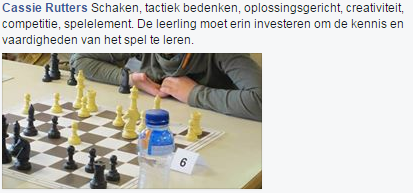 Cassie Rutters Schaken, tactiek bedenken, oplossingsgericht, creativiteit,
competitie, spelelement. De leerling moet erin investeren om de kennis en
vaardigheden van het spel te leren.
6